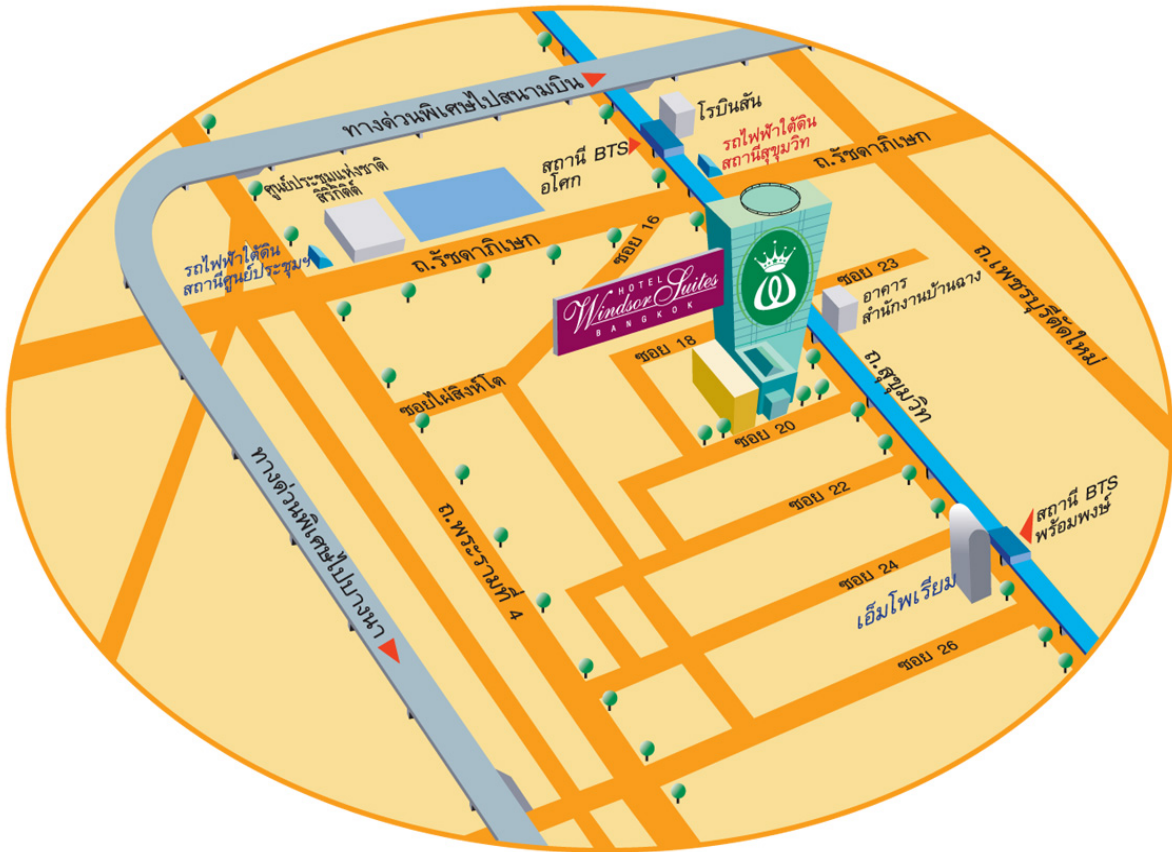 ทางด่วนพิเศษไปสนามบิน
โรบินสัน
รถไฟฟ้าใต้ดิน
สถานีสุขุมวิท
สถานี BTS
อโศก
ถ.รัชดาภิเษก
ศูนย์ประชุมแห่งชาติ
สิริกิติ์
รถไฟฟ้าใต้ดิน
สถานีศูนย์ประชุมฯ
ถ.รัชดาภิเษก
ซอย 16
HOTEL
Windsor Suites
BANGKOK
ซอย 23
อาคาร
สำนักงานบ้านฉาง
ถ.เพชรบุรีตัดใหม่
ซอย 18
ถ.สุขุมวิท
ซอยไผ่สิงห์โต
ซอย 20
ทางด่วนพิเศษไปบางนา
ถ.พระรามที่ 4
ซอย 22
สถานี BTS
พร้อมพงษ์
ซอย 24
เอ็มโพเรียม
ซอย 26